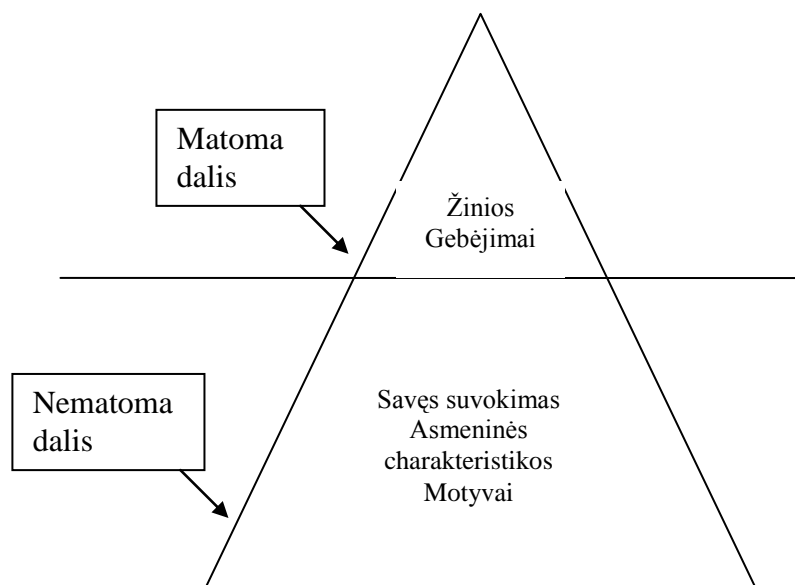 Matoma
dalis
Žinios
Gebėjimai
Nematoma
dalis
Savęs suvokimas
Asmeninės
charakteristikos
Motyvai